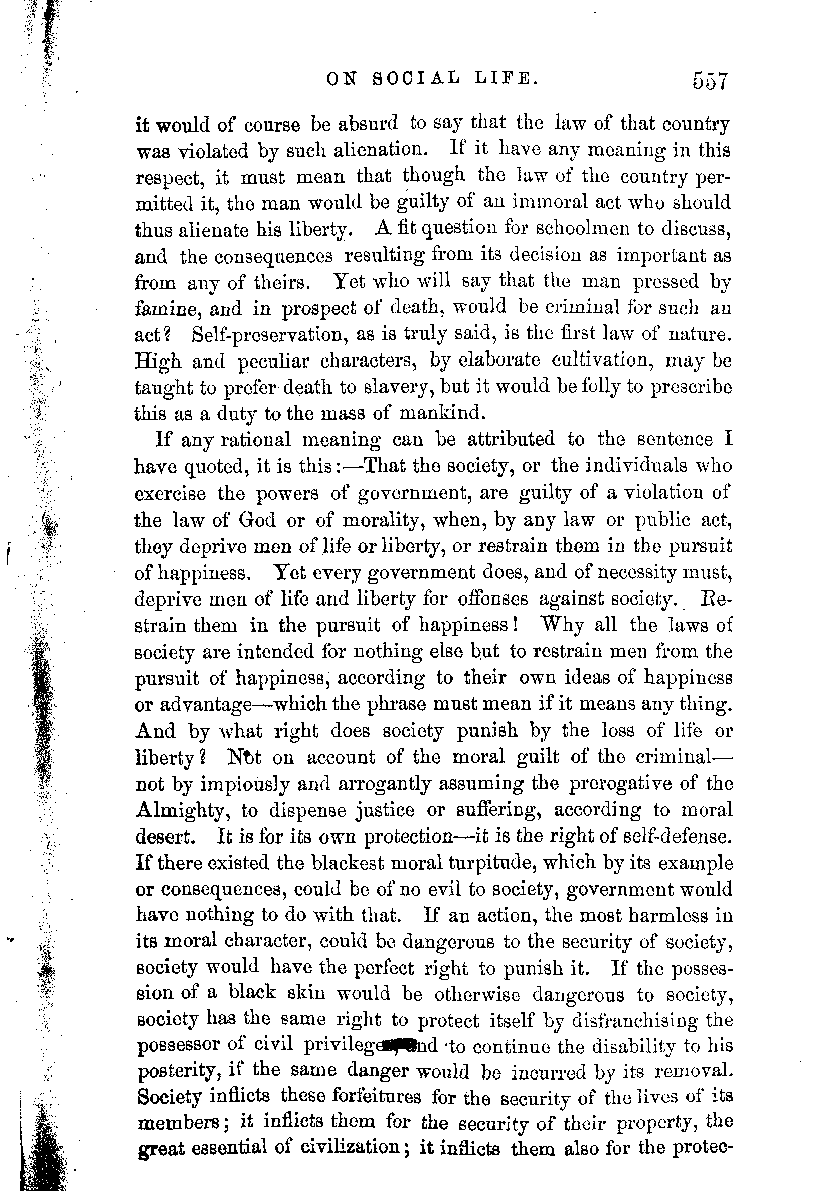 ON SOCIAL LIFE. 557
it would of course be absurd to say that the law of that country
was violated by such alienation. If it have any meaning in this
respect, it must mean that though the law of the country per-
mitted it, the man would be guilty of an immoral act who should
thus alienate his liberty. A fit question for schoolmen to discuss,
and the consequences resulting from its decision as important as
from any of theirs. Yet who will say that the man pressed by
famine, and in prospect of death, would be criminal for such an
act? Self-preservation, as is truly said, is the first law of nature.
High and peculiar characters, by elaborate cultivation, may be
taught to prefer death to slavery, but it would be folly to prescribe
this as a duty to the mass of mankind.
If any rational meaning can be attributed to the sentence I
have quoted, it is this:—That the society, or the individuals who
exercise the powers of government, are guilty of a violation of
the law of God or of morality, when, by any law or public act,
they deprive men of life or liberty, or restrain them in the pursuit
of happiness. Yet every government does, and of necessity must,
deprive men of life and liberty for offenses against society. Re-
strain them in the pursuit of happiness! Why all the laws of
society are intended for nothing else but to restrain men from the
pursuit of happiness, according to their own ideas of happiness
or advantage—which the phrase must mean if it means any thing.
And by what right does society punish by the loss of life or
liberty? Not on account of the moral guilt of the criminal—
not by impiously and arrogantly assuming the prerogative of the
Almighty, to dispense justice or suffering, according to moral
desert. It is for its own protection—it is the right of self-defense.
If there existed the blackest moral turpitude, which by its example
or consequences, could be of no evil to society, government would
have nothing to do with that. If an action, the most harmless in
its moral character, could be dangerous to the security of society,
society would have the perfect right to punish it. If the posses-
sion of a black skin would be otherwise dangerous to society,
society has the same right to protect itself by disfranchising the
possessor of civil privileges, and to continue the disability to his
posterity, if the same danger would be incurred by its removal.
Society inflicts these forfeitures for the security of the lives of its
members; it inflicts them for the security of their property, the
great essential of civilization; it inflicts them also for the protec-